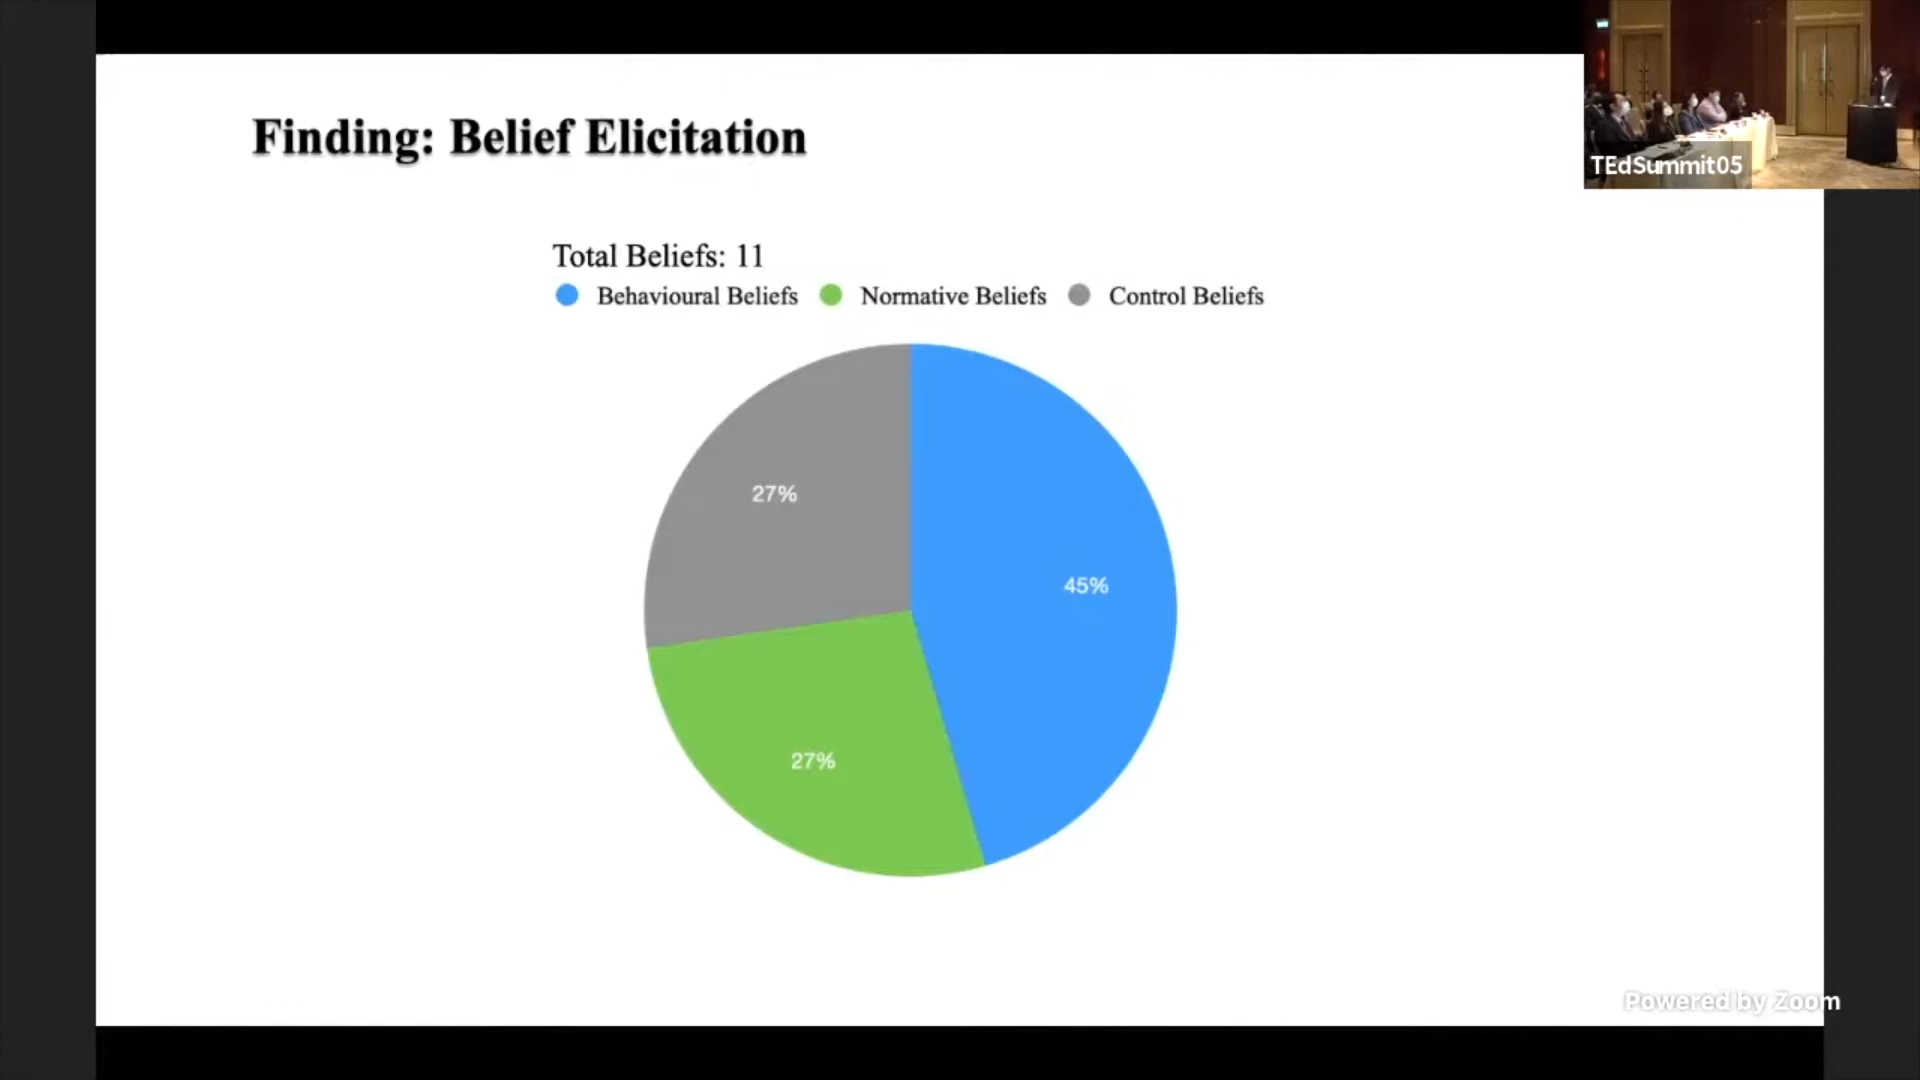 Finding: Belief Elicitation
TEdSummit05
Total Beliefs: 11
Behavioural Beliefs Normative Beliefs Control Beliefs
27%
45%
27%
Powered by Zoom